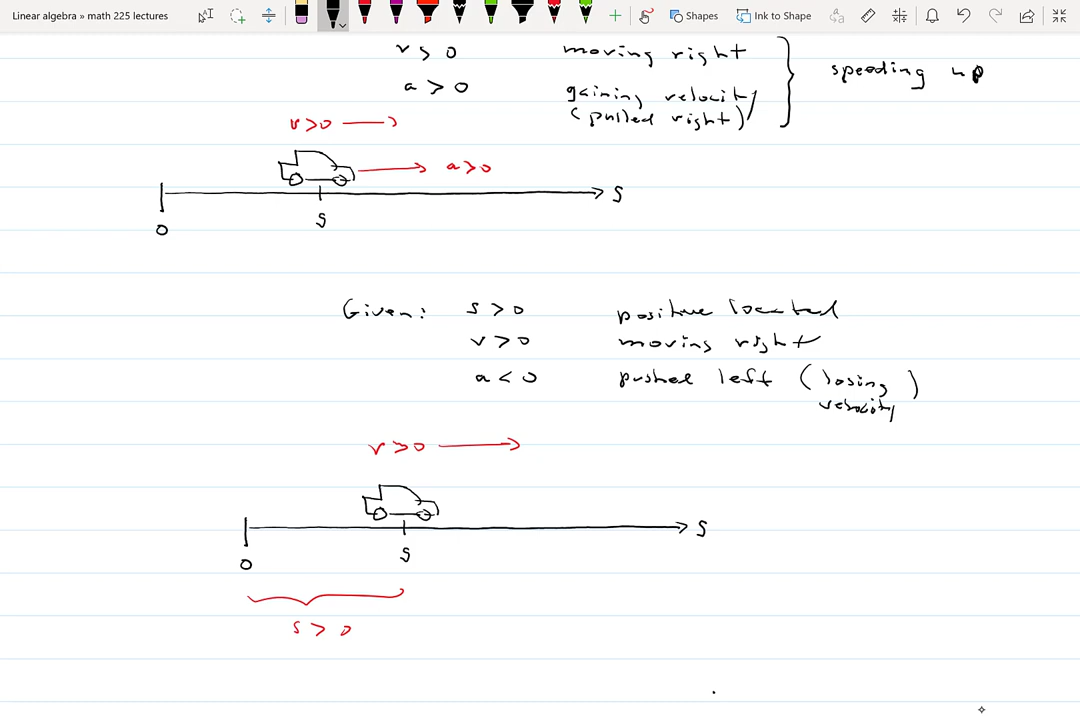 Linear algebra » math 225 lectures
Shapes
Ink to Shape
v > 0 moving right
a > 0 gaining velocity
(pulled right)
speeding up
v>0
a>0
s
0
s
Given: s > 0 positive located
v > 0 moving right
a < 0 pushed left (losing velocity)
v>0
s
0
s
s > 0